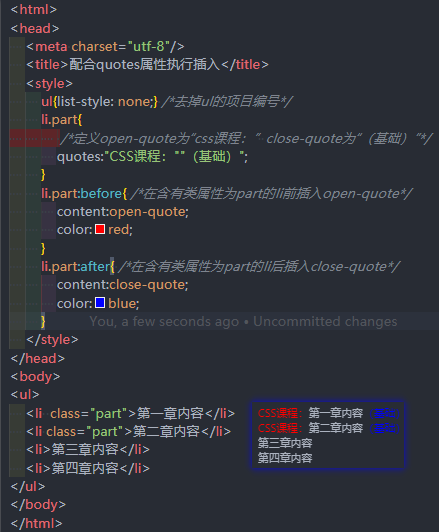 <html>
<head>
<meta charset="utf-8"/>
<title>配合quotes属性执行插入</title>
<style>
ul{list-style: none;} /*去掉ul的项目编号*/
li.part{
/*定义open-quote为“css课程：” close-quote为“（基础）”*/
quotes:"CSS课程：""（基础）";
}
li.part:before{ /*在含有类属性为part的li前插入open-quote*/
content:open-quote;
color:red;
}
li.part:after{ /*在含有类属性为part的li后插入close-quote*/
content:close-quote;
color:blue;
} You, a few seconds ago • Uncommitted changes
</style>
</head>
<body>
<ul>
<li class="part">第一章内容</li>
<li class="part">第二章内容</li>
<li>第三章内容</li>
<li>第四章内容</li>
</ul>
</body>
</html>
CSS课程：第一章内容（基础）
CSS课程：第二章内容（基础）
第三章内容
第四章内容